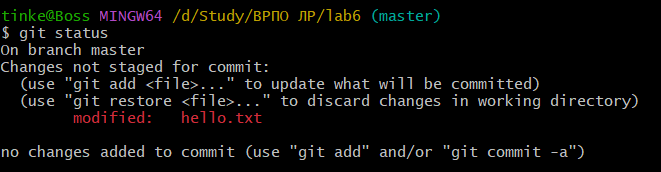 tinke@Boss MINGW64 /d/Study/ВРПО ЛР/lab6 (master)
$ git status
On branch master
Changes not staged for commit:
  (use "git add <file>..." to update what will be committed)
  (use "git restore <file>..." to discard changes in working directory)
        modified:   hello.txt

no changes added to commit (use "git add" and/or "git commit -a")